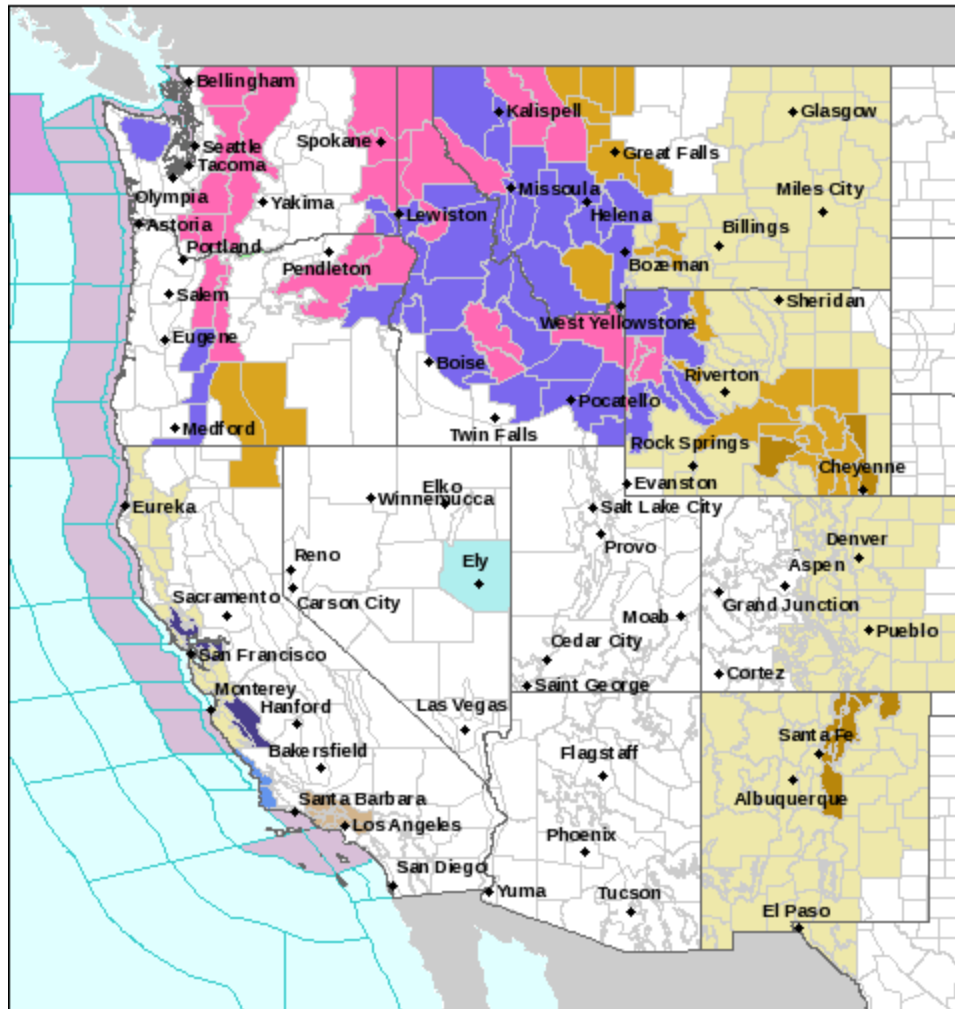 Bellingham
Kalispell
Glasgow
Seattle
Spokane
Great Falls
Tacoma
Missoula
Miles City
Olympia
Yakima
Lewiston
Helena
Astoria
Billings
Portland
Pendleton
Bozeman
Salem
Sheridan
West Yellowstone
Eugene
Boise
Riverton
Pocatello
Medford
Twin Falls
Rock Springs
Cheyenne
Elko
Evanston
Winnemucca
Eureka
Salt Lake City
Denver
Reno
Provo
Ely
Aspen
Sacramento
Carson City
Grand Junction
Moab
Pueblo
Cedar City
San Francisco
Cortez
Saint George
Monterey
Hanford
Las Vegas
Santa Fe
Bakersfield
Flagstaff
Santa Barbara
Albuquerque
Los Angeles
Phoenix
San Diego
Yuma
Tucson
El Paso